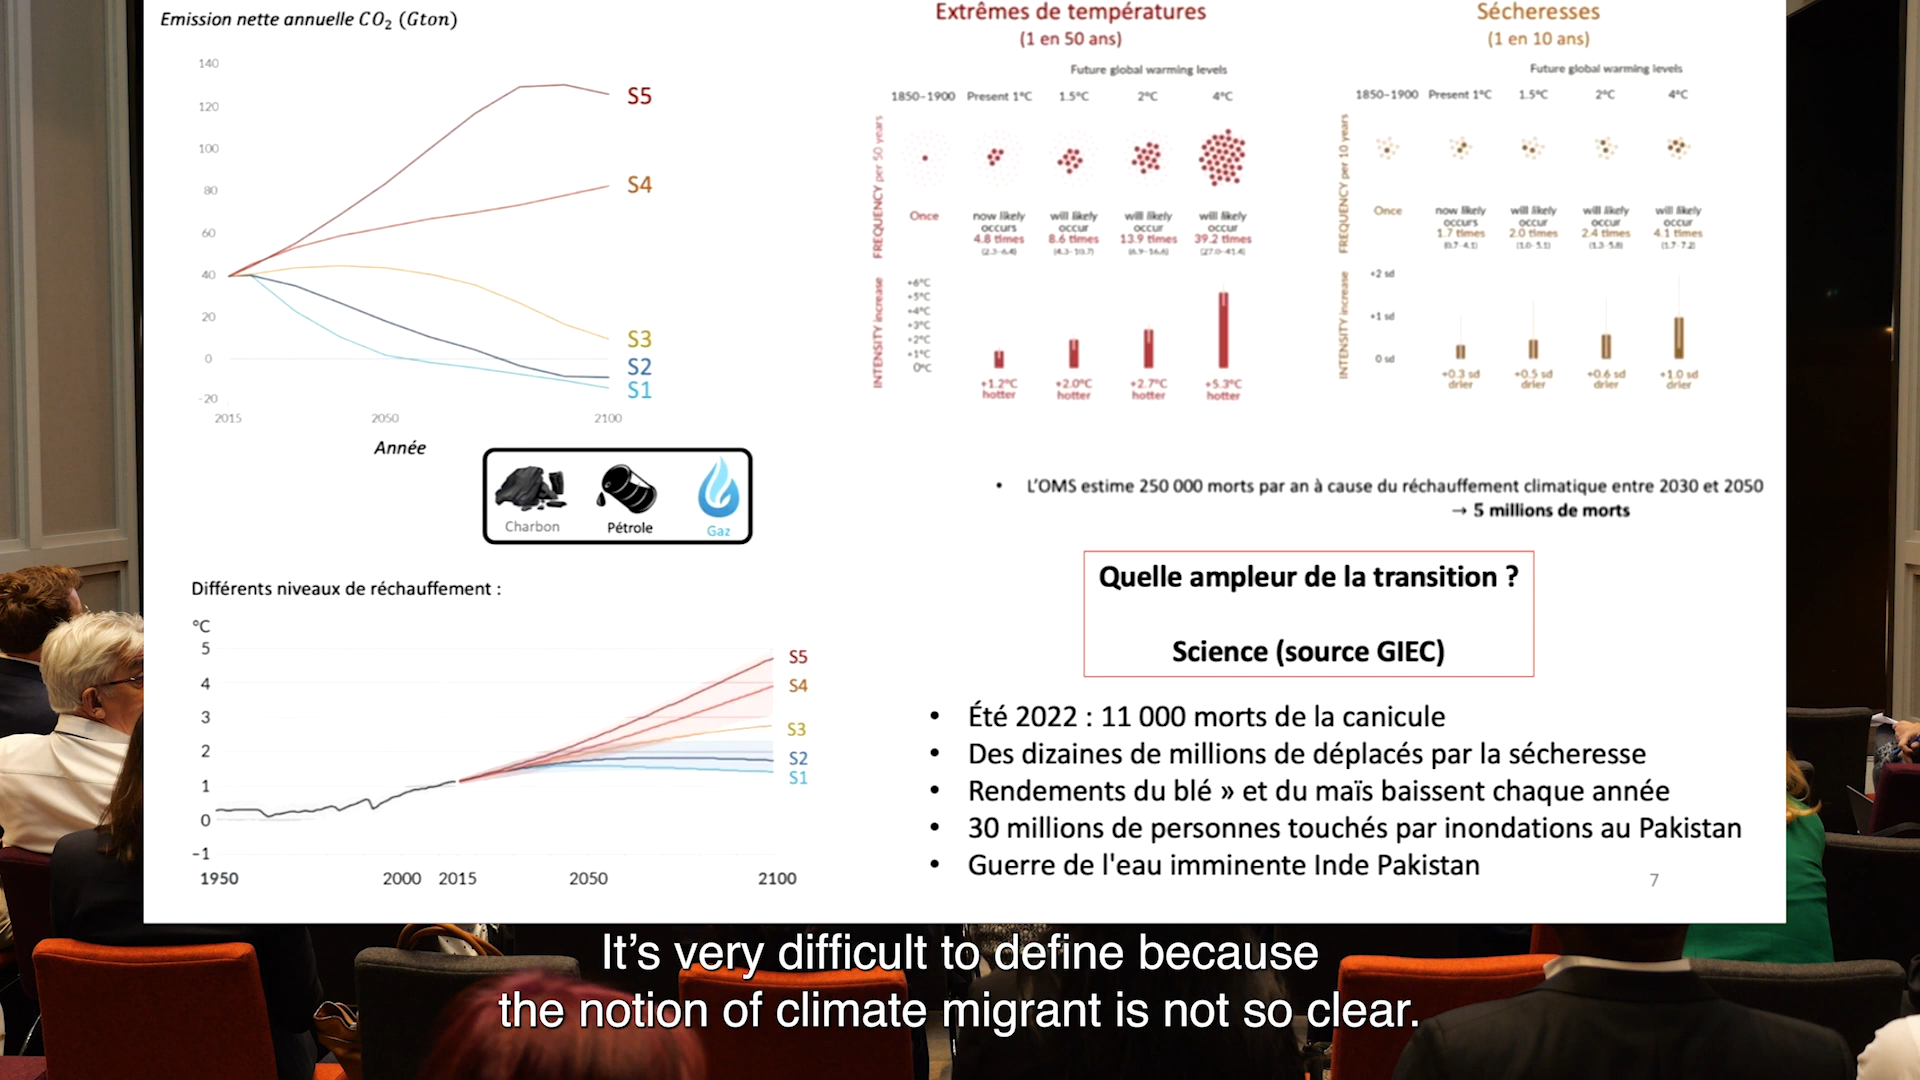 Emission nette annuelle CO₂ (Gton)
140
120
100
80
60
40
20
0
-20
S5
S4
S3
S2
S1
2015 2050 2100
Année
Charbon Pétrole Gaz
Différents niveaux de réchauffement :
°C
5
4
3
2
1
0
−1
S5
S4
S3
S2
S1
1950 2000 2015 2050 2100
Extrêmes de températures
(1 en 50 ans)
Future global warming levels
1850–1900 Present 1°C 1.5°C 2°C 4°C
FREQUENCY per 50 years
Once
now likely occurs 4.8 times (2.3–6.4)
will likely occur 8.6 times (4.3–10.7)
will likely occur 13.9 times (6.9–16.6)
will likely occur 39.2 times (27.0–41.4)
INTENSITY increase
+6°C
+5°C
+4°C
+3°C
+2°C
+1°C
0°C
+1.2°C hotter
+2.0°C hotter
+2.7°C hotter
+5.3°C hotter
Sécheresses
(1 en 10 ans)
Future global warming levels
1850–1900 Present 1°C 1.5°C 2°C 4°C
FREQUENCY per 10 years
Once
now likely occurs 1.7 times (0.7–4.1)
will likely occur 2.0 times (1.0–5.1)
will likely occur 2.4 times (1.3–5.8)
will likely occur 4.1 times (1.7–7.2)
INTENSITY increase
+2 sd
+1 sd
0 sd
+0.3 sd drier
+0.5 sd drier
+0.6 sd drier
+1.0 sd drier
• L'OMS estime 250 000 morts par an à cause du réchauffement climatique entre 2030 et 2050
→ 5 millions de morts
Quelle ampleur de la transition ?
Science (source GIEC)
• Été 2022 : 11 000 morts de la canicule
• Des dizaines de millions de déplacés par la sécheresse
• Rendements du blé » et du maïs baissent chaque année
• 30 millions de personnes touchés par inondations au Pakistan
• Guerre de l'eau imminente Inde Pakistan
7
It's very difficult to define because
the notion of climate migrant is not so clear.